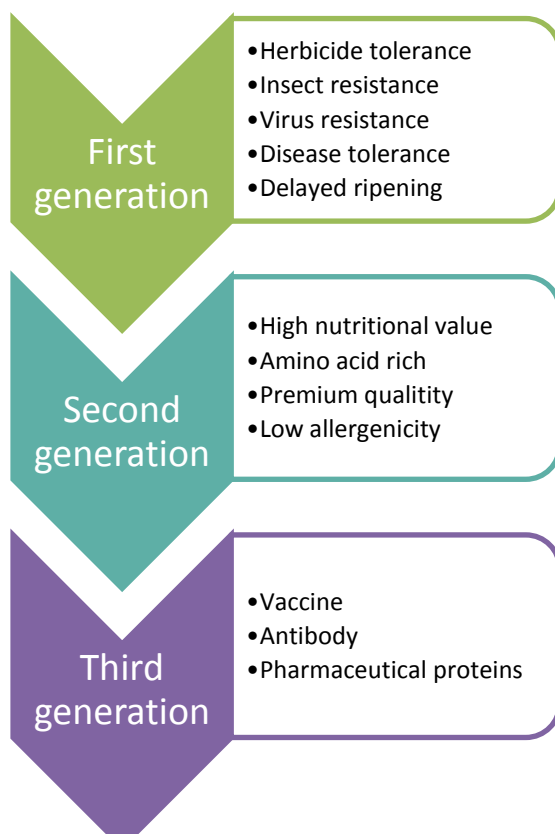 First
generation
•Herbicide tolerance
•Insect resistance
•Virus resistance
•Disease tolerance
•Delayed ripening
Second
generation
•High nutritional value
•Amino acid rich
•Premium qualitity
•Low allergenicity
Third
generation
•Vaccine
•Antibody
•Pharmaceutical proteins